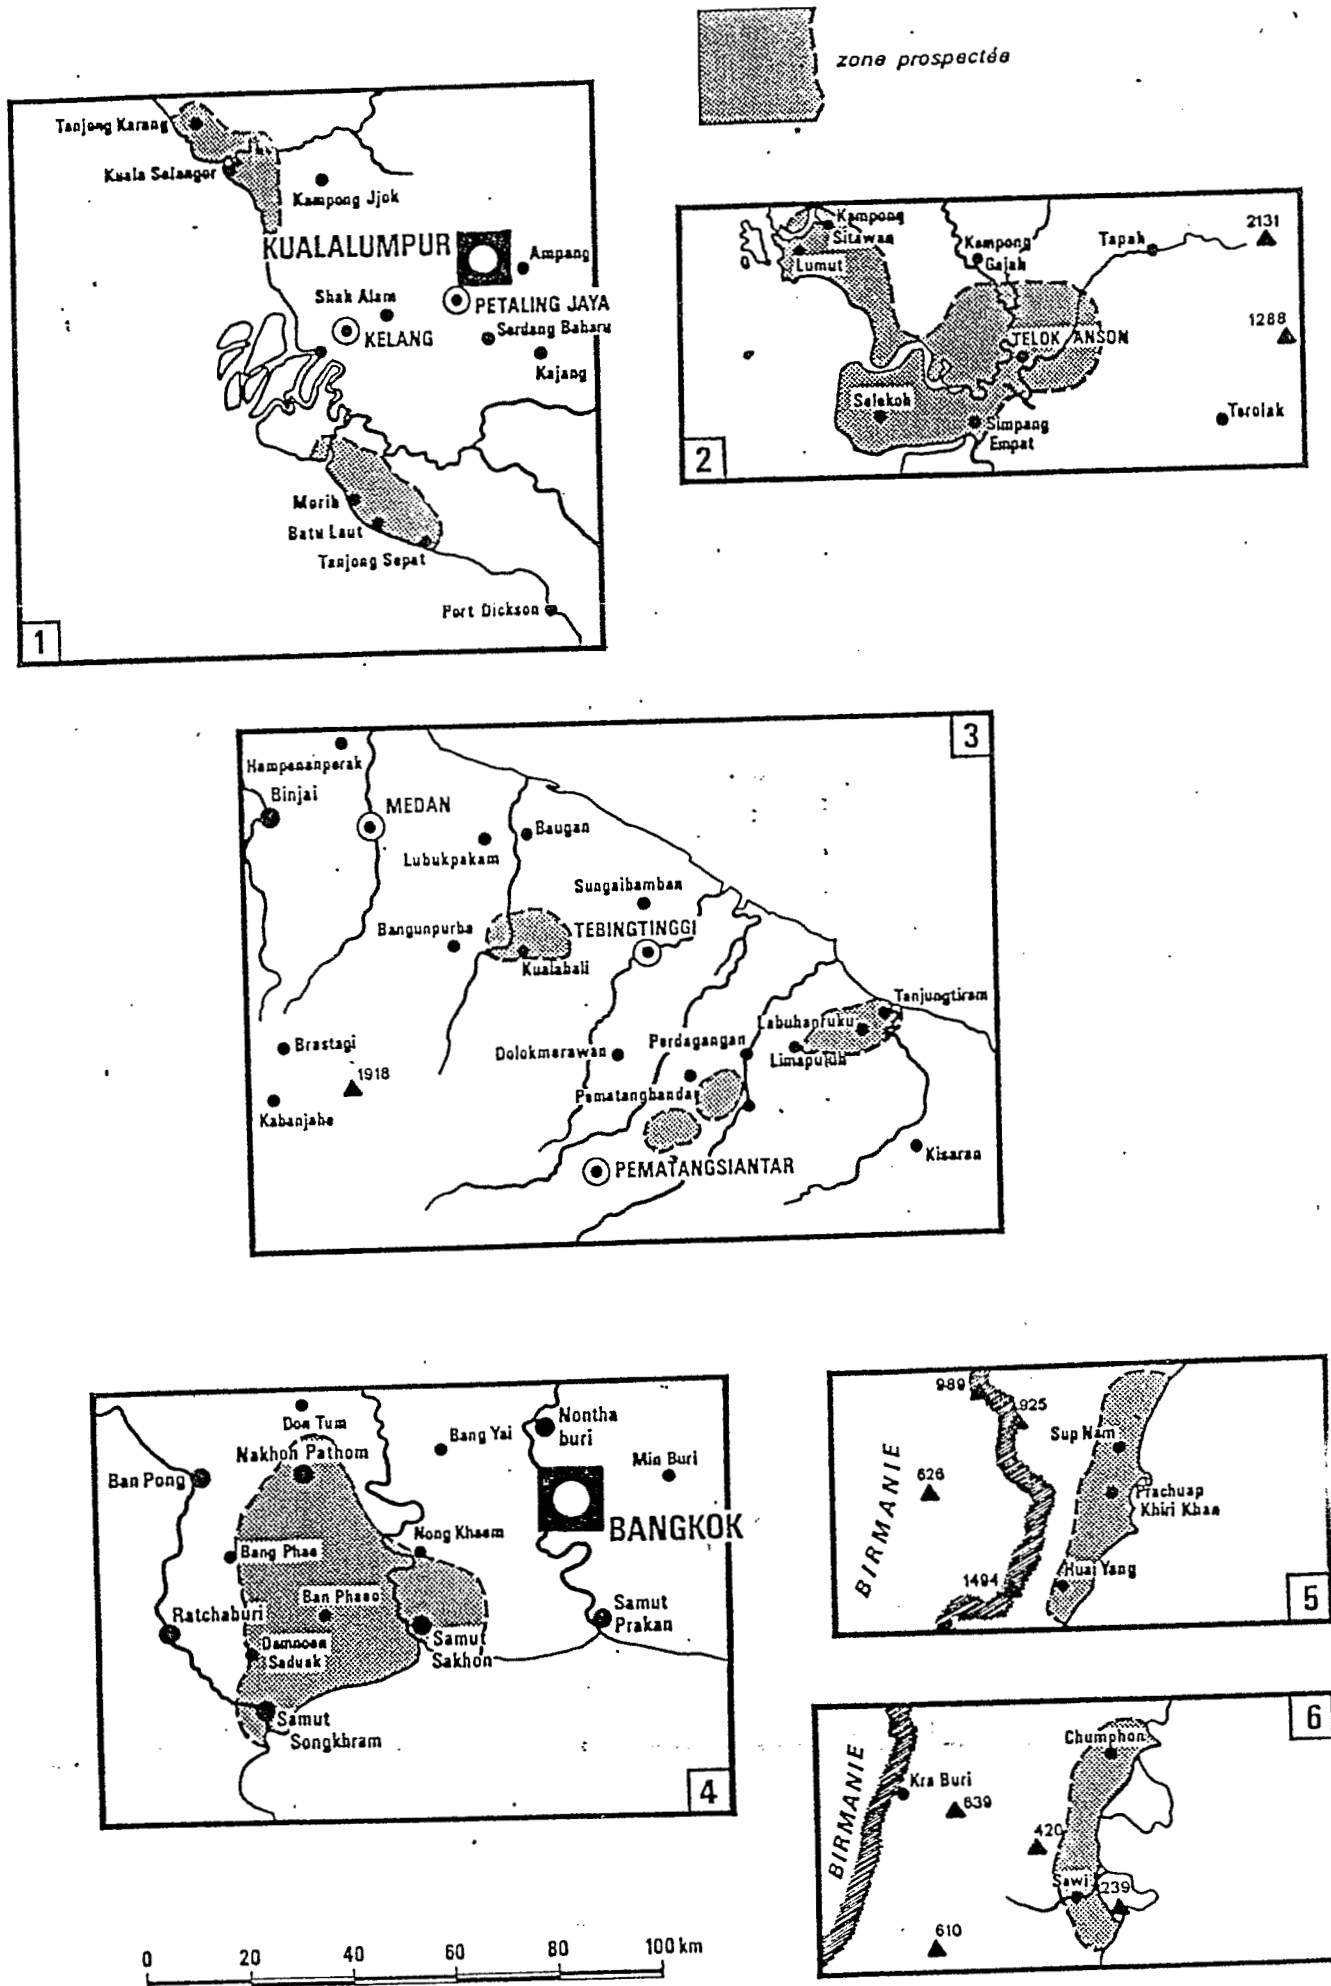 zone prospectée
Tanjong Karang
Kuala Selangor
Kampong Jjok
KUALALUMPUR
Ampang
Shah Alam
PETALING JAYA
KELANG
Serdang Baharu
Kajang
Morib
Batu Laut
Tanjong Sepat
Port Dickson
1
Kampong
Sitawan
Lumut
Kampong
Gajah
Tapah
2131
1288
TELOK ANSON
Selekoh
Simpang
Empat
Terolak
2
3
Hampenanperak
Binjai
MEDAN
Baugan
Lubukpakam
Sungaibamban
Bangunpurba
TEBINGTINGGI
Kualabali
Tanjungtiram
Labuhanruku
Limapuluh
Brastagi
1918
Dolokmerawan
Perdagangan
Kabanjahe
Pematangbandar
PEMATANGSIANTAR
Kisaran
Don Tum
Nakhon Pathom
Bang Yai
Nontha
buri
Ban Pong
Min Buri
BANGKOK
Nong Khaem
Bang Phae
Ban Phaeo
Ratchaburi
Damnoen
Saduak
Samut
Sakhon
Samut
Prakan
Samut
Songkhram
4
989
925
Sup Nam
626
Prachuap
Khiri Khan
BIRMANIE
1494
Huai Yang
5
6
Chumphon
BIRMANIE
Kra Buri
639
420
Sawi
239
610
0 20 40 60 80 100 km